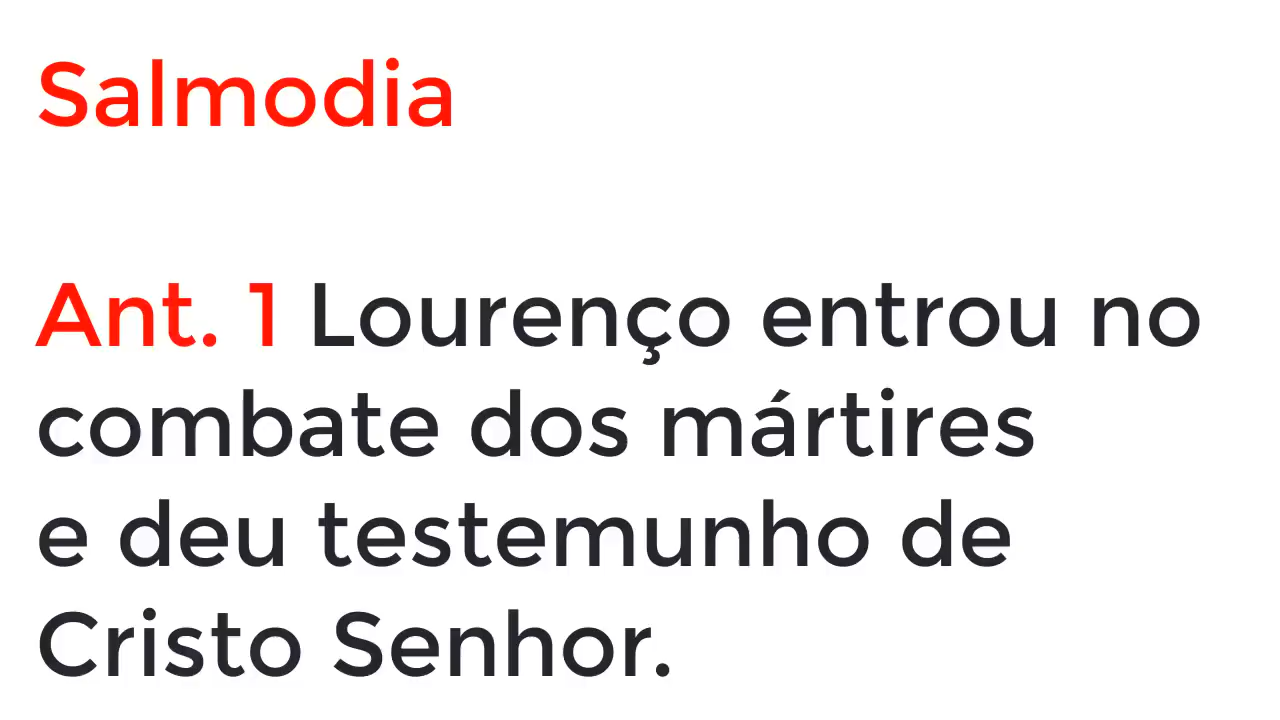 Salmodia
Ant. 1 Lourenço entrou no
combate dos mártires
e deu testemunho de
Cristo Senhor.